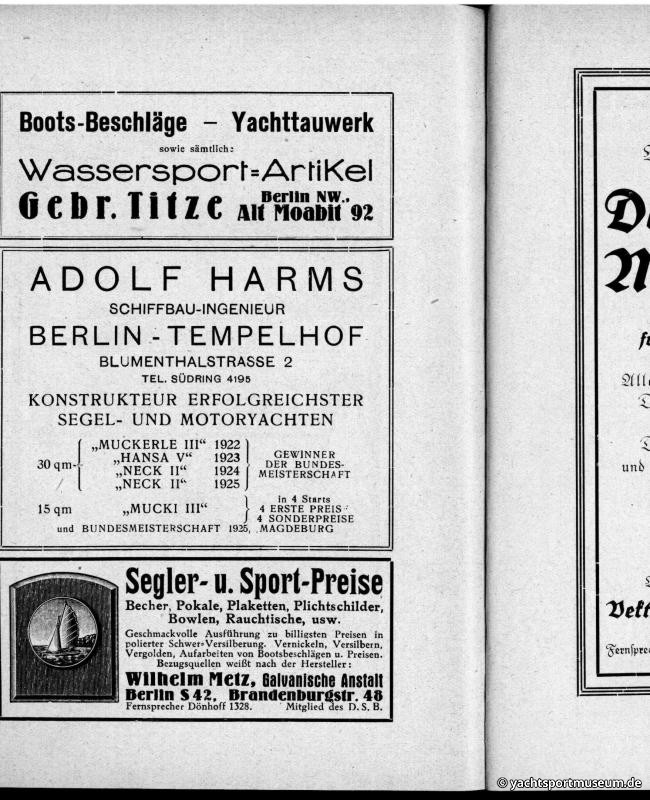 Boots-Beschläge – Yachttauwerk
sowie sämtliche:
Wassersport=Artikel
Gebr. Titze Berlin NW., Alt Moabit 92
ADOLF HARMS
SCHIFFBAU-INGENIEUR
BERLIN - TEMPELHOF
BLUMENTHALSTRASSE 2
TEL. SÜDRING 4195
KONSTRUKTEUR ERFOLGREICHSTER
SEGEL- UND MOTORYACHTEN
30 qm-
„MUCKERLE III“ 1922
„HANSA V“ 1923
„NECK II“ 1924
„NECK II“ 1925
GEWINNER
DER BUNDES-
MEISTERSCHAFT
15 qm „MUCKI III“
in 4 Starts
4 ERSTE PREIS
4 SONDERPREISE
und BUNDESMEISTERSCHAFT 1925, MAGDEBURG
Segler- u. Sport-Preise
Becher, Pokale, Plaketten, Plichtschilder,
Bowlen, Rauchtische, usw.
Geschmackvolle Ausführung zu billigsten Preisen in
polierter Schwer-Versilberung. Vernickeln, Versilbern,
Vergolden, Aufarbeiten von Bootsbeschlägen u. Preisen.
Bezugsquellen weißt nach der Hersteller:
Wilhelm Metz, Galvanische Anstalt
Berlin S 42, Brandenburgstr. 48
Fernsprecher Dönhoff 1328. Mitglied des D. S. B.
und
© yachtsportmuseum.de